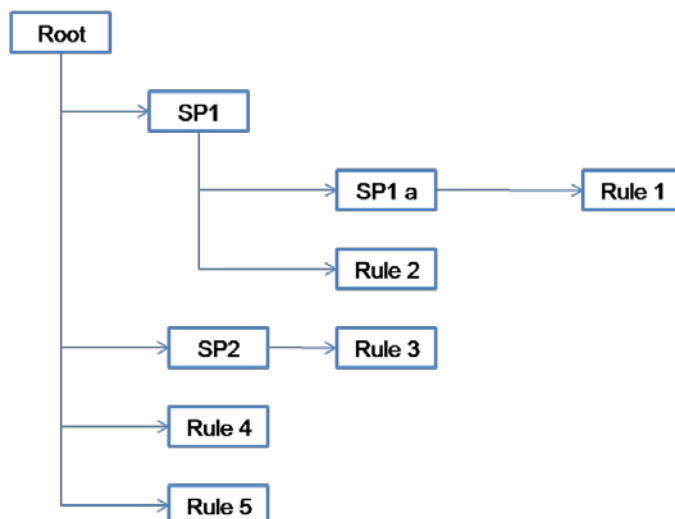 Root
SP1
SP1 a
Rule 1
Rule 2
SP2
Rule 3
Rule 4
Rule 5